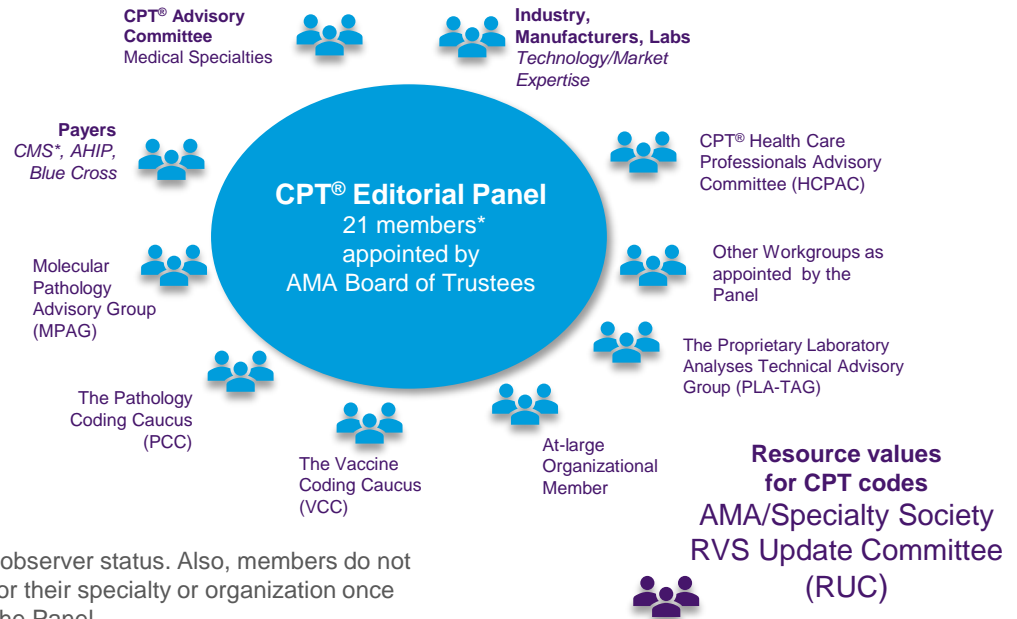 CPT® Advisory
Committee
Medical Specialties
Industry,
Manufacturers, Labs
Technology/Market
Expertise
Payers
CMS*, AHIP,
Blue Cross
CPT® Health Care
Professionals Advisory
Committee (HCPAC)
CPT® Editorial Panel
21 members*
appointed by
AMA Board of Trustees
Molecular
Pathology
Advisory Group
(MPAG)
Other Workgroups as
appointed by the
Panel
The Proprietary Laboratory
Analyses Technical Advisory
Group (PLA-TAG)
The Pathology
Coding Caucus
(PCC)
The Vaccine
Coding Caucus
(VCC)
At-large
Organizational
Member
Resource values
for CPT codes
AMA/Specialty Society
RVS Update Committee
(RUC)
observer status. Also, members do not
or their specialty or organization once
Panel